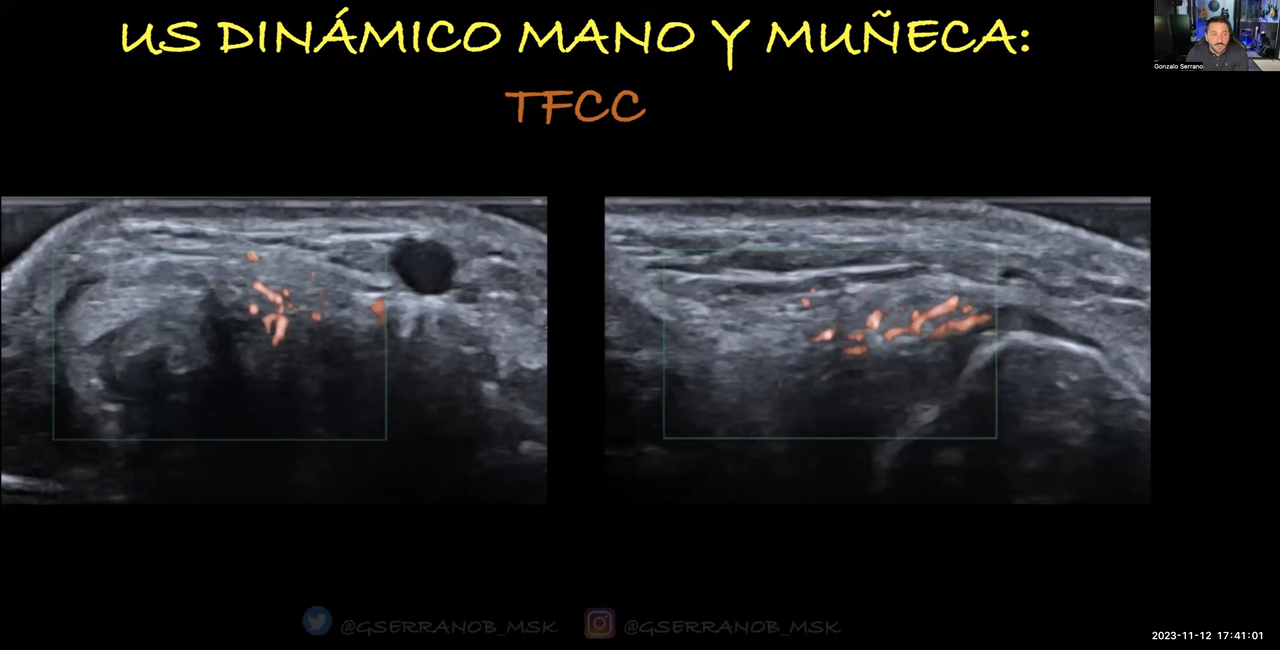 US DINÁMICO MANO Y MUÑECA:
TFCC
Gonzalo Serrano
@GSERRANOB_MSK @GSERRANOB_MSK
2023-11-12 17:41:01